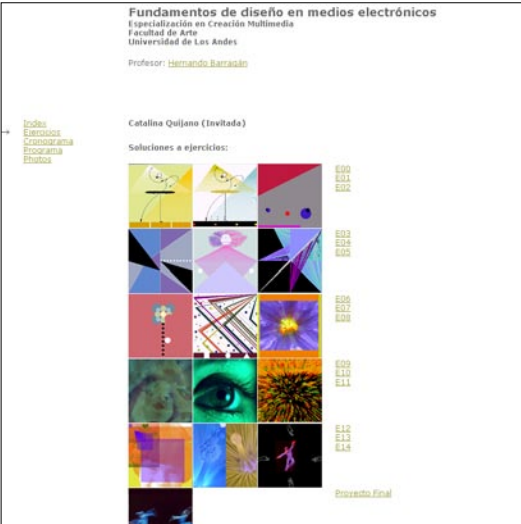 Fundamentos de diseño en medios electrónicos
Especialización en Creación Multimedia
Facultad de Arte
Universidad de Los Andes
Profesor: Hernando Barragán
Index
Ejercicios
Cronograma
Programa
Photos
Catalina Quijano (Invitada)
Soluciones a ejercicios:
E00
E01
E02
E03
E04
E05
E06
E07
E08
E09
E10
E11
E12
E13
E14
Proyecto Final